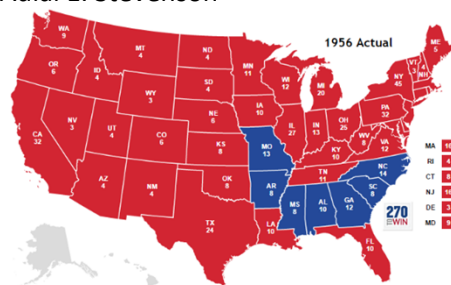 1956 Actual
WA
9
OR
6
CA
32
NV
3
ID
4
MT
4
WY
3
UT
4
AZ
4
CO
6
NM
4
ND
4
SD
4
NE
6
KS
8
OK
8
TX
24
MN
11
IA
10
MO
13
AR
8
LA
10
WI
12
IL
27
MI
20
IN
13
OH
25
KY
10
TN
11
MS
8
AL
10
GA
12
FL
10
SC
8
NC
14
VA
12
WV
8
PA
32
NY
45
VT
3
NH
4
ME
5
MA
RI
CT
NJ
DE
MD
270
WIN